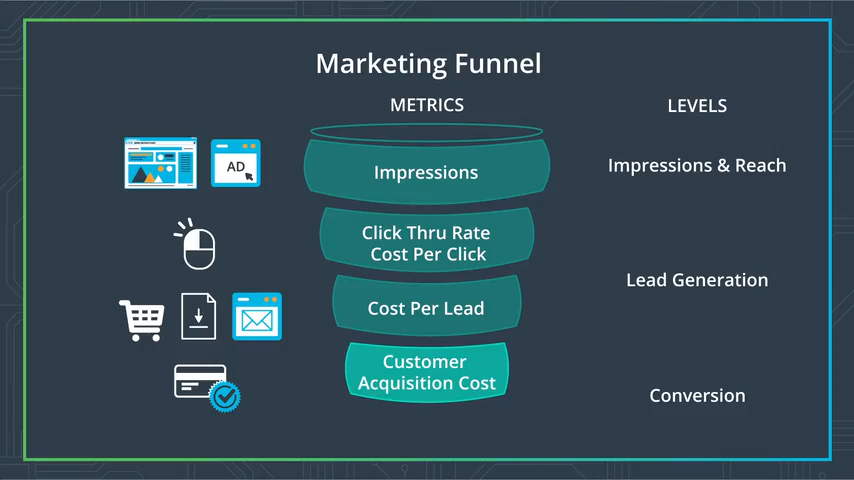 Marketing Funnel
METRICS
LEVELS
AD
Impressions
Impressions & Reach
Click Thru Rate
Cost Per Click
Lead Generation
Cost Per Lead
Customer
Acquisition Cost
Conversion